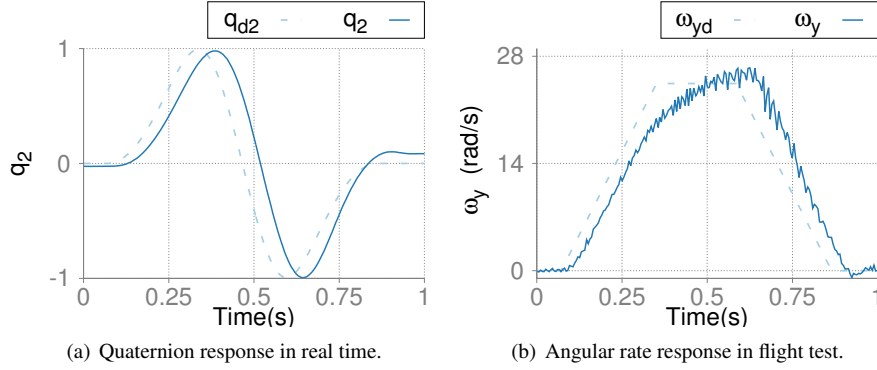 q_d2 q_2
1
0
-1
q_2
0 0.25 0.5 0.75 1
Time(s)
(a) Quaternion response in real time.
ω_yd ω_y
28
14
0
ω_y (rad/s)
0 0.25 0.5 0.75 1
Time(s)
(b) Angular rate response in flight test.